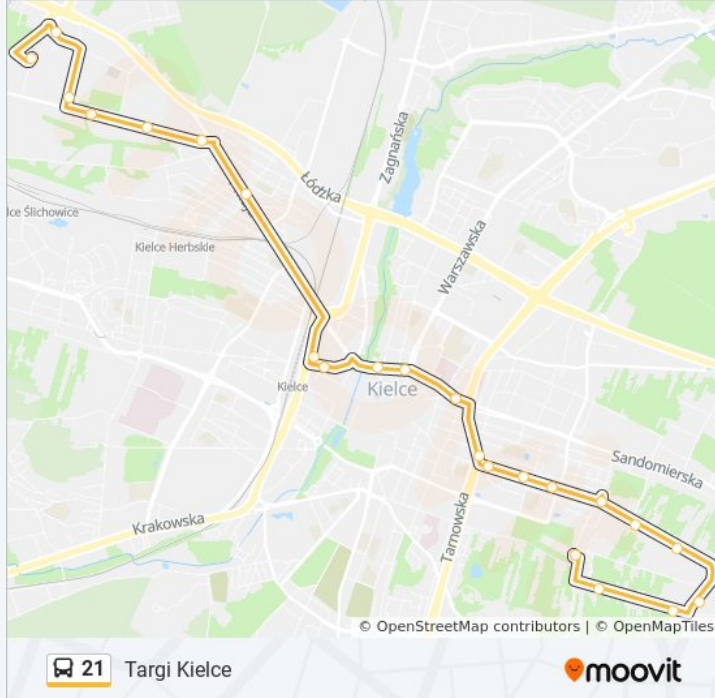 Zagnańska
Łódzka
lce Ślichowice
Kielce Herbskie
Warszawska
Kielce
Kielce
Sandomierska
Krakowska
Tarnowska
© OpenStreetMap contributors | © OpenMapTiles
21 Targi Kielce
moovit